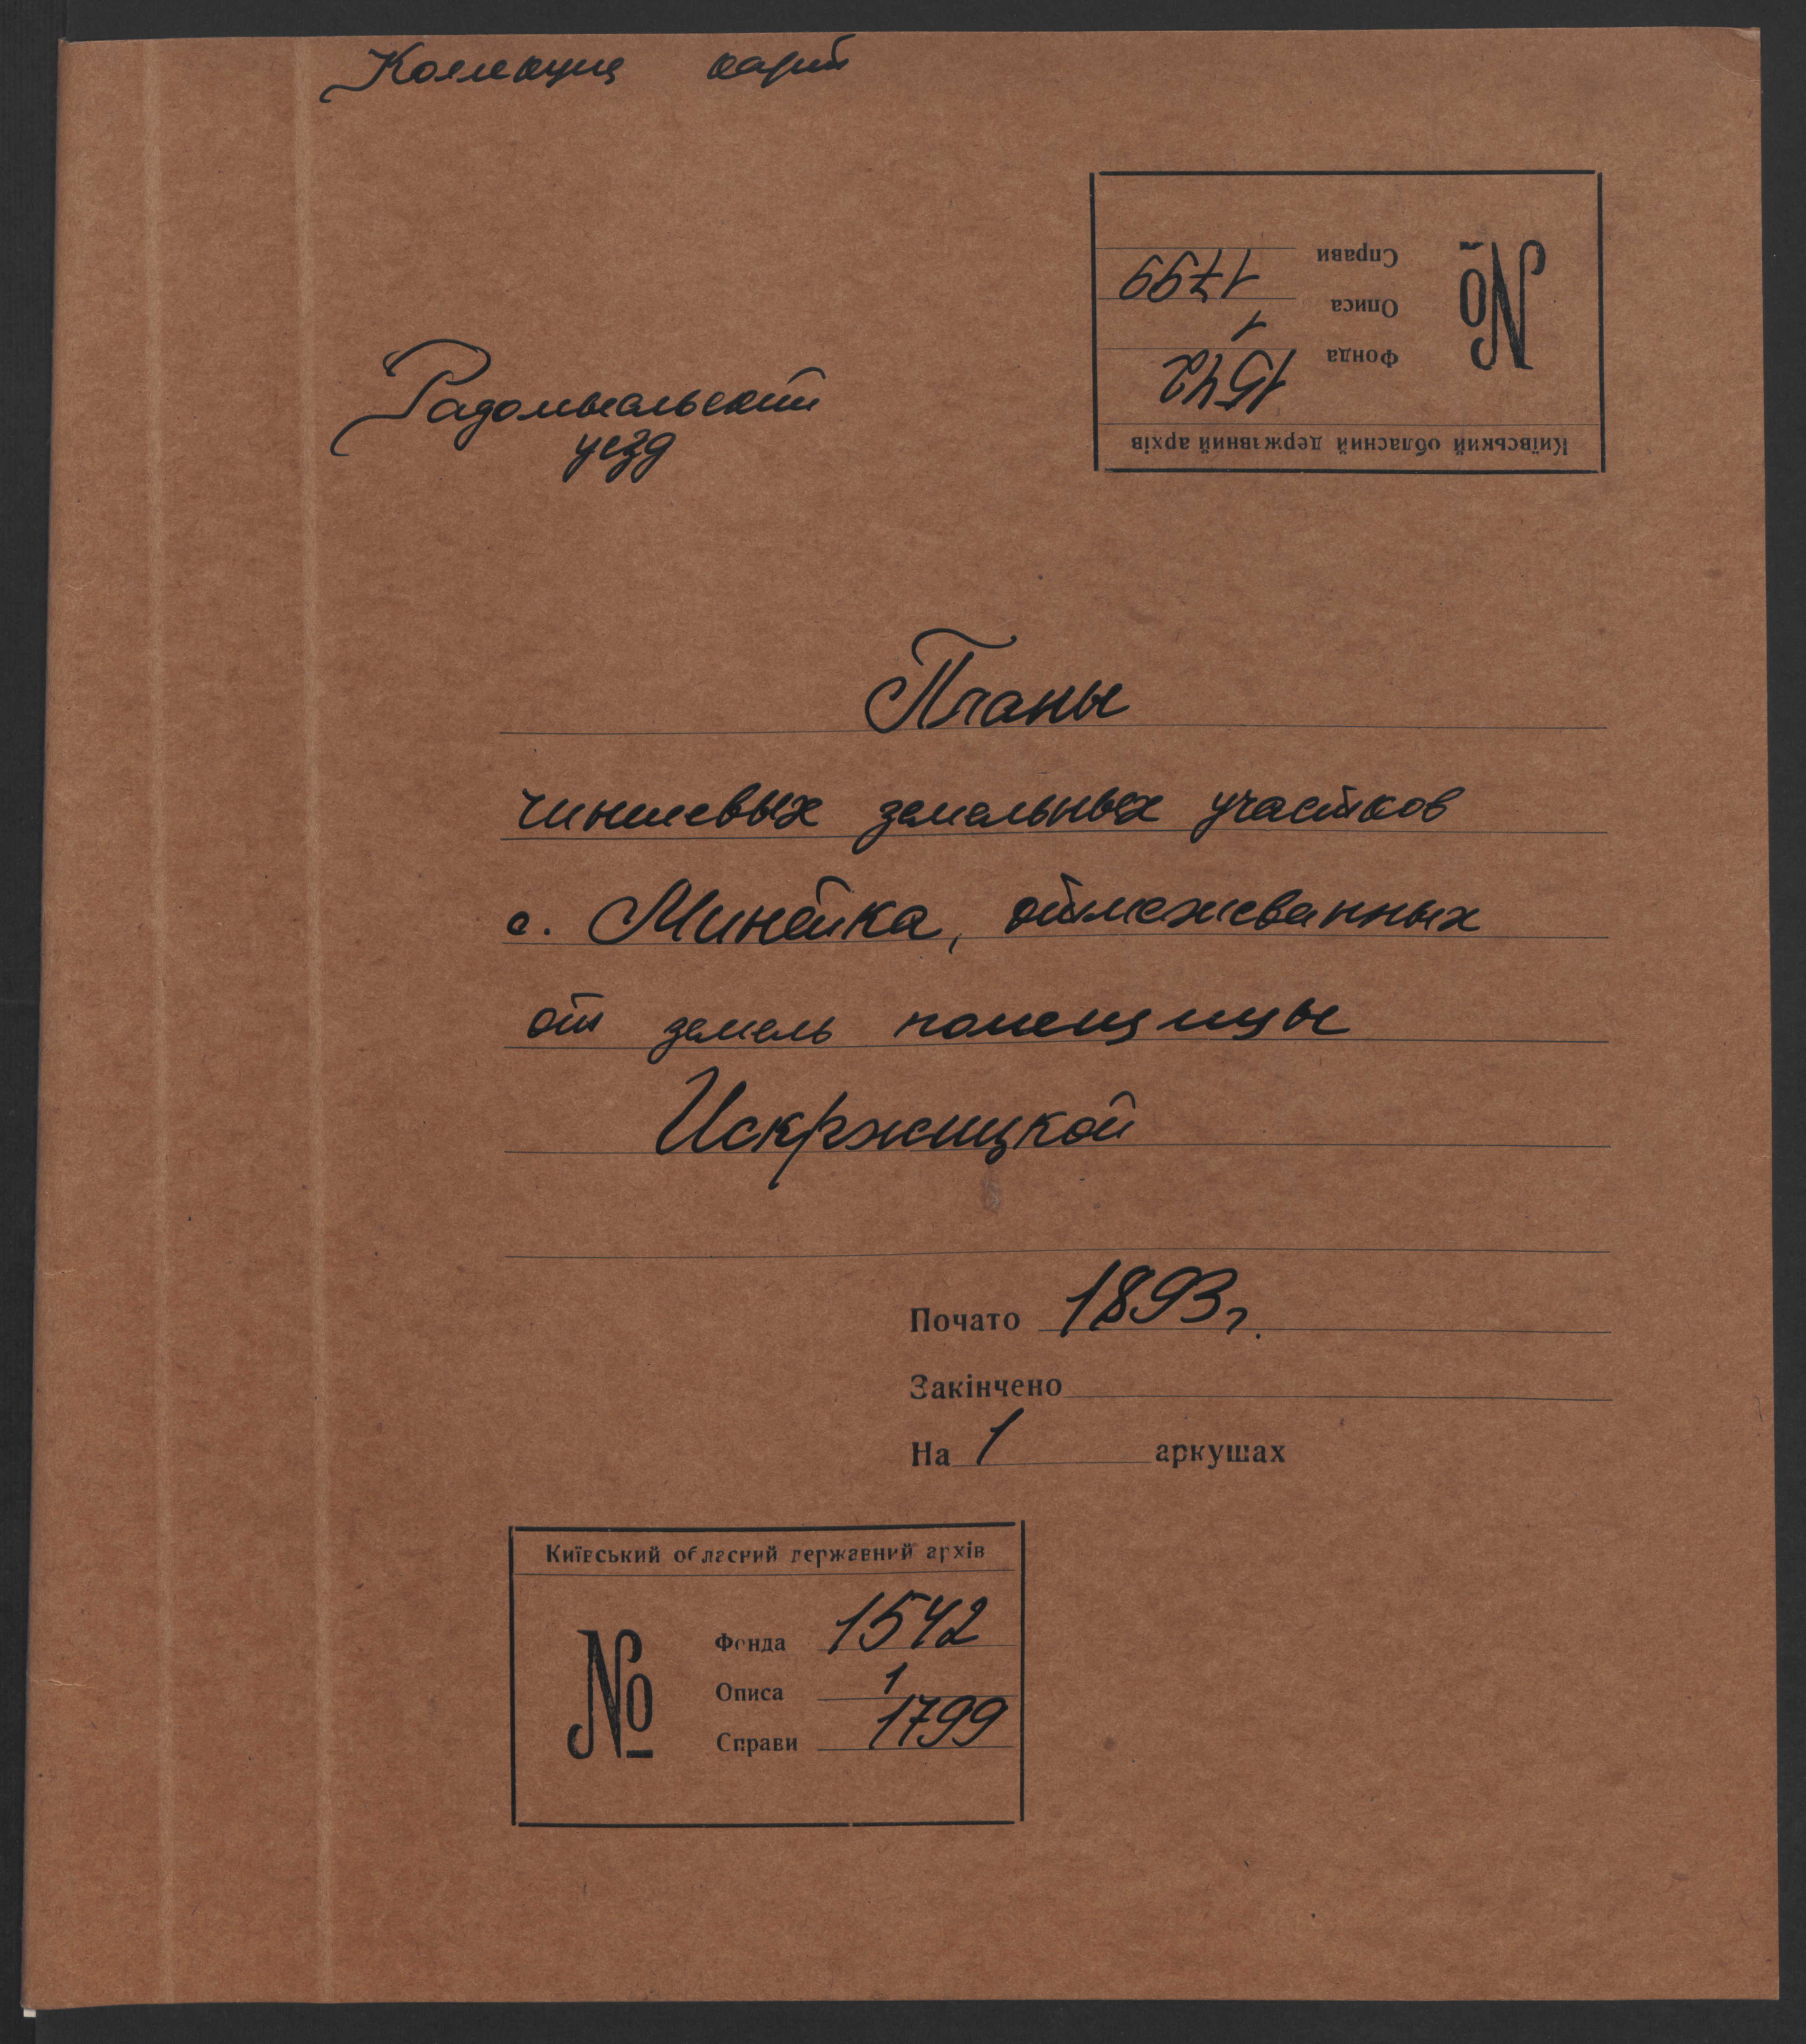 Коллекция карт
Київський обласний державний архів
№
Фонда 1542
Описа 1
Справи 1799
Радомысльский
уезд
Планы
чиншевых земельных участков
с. Минейка, отмежеванных
от земель помещицы
Искржицкой
Почато 1893 г.
Закінчено
На 1 аркушах
Київський обласний державний архів
№
Фонда 1542
Описа 1
Справи 1799